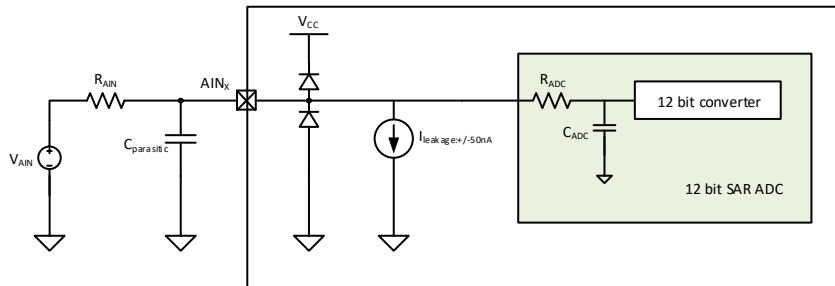 V_CC
R_AIN
AIN_X
R_ADC
12 bit converter
I_leakage:+/-50nA
C_parasitic
C_ADC
V_AIN
12 bit SAR ADC